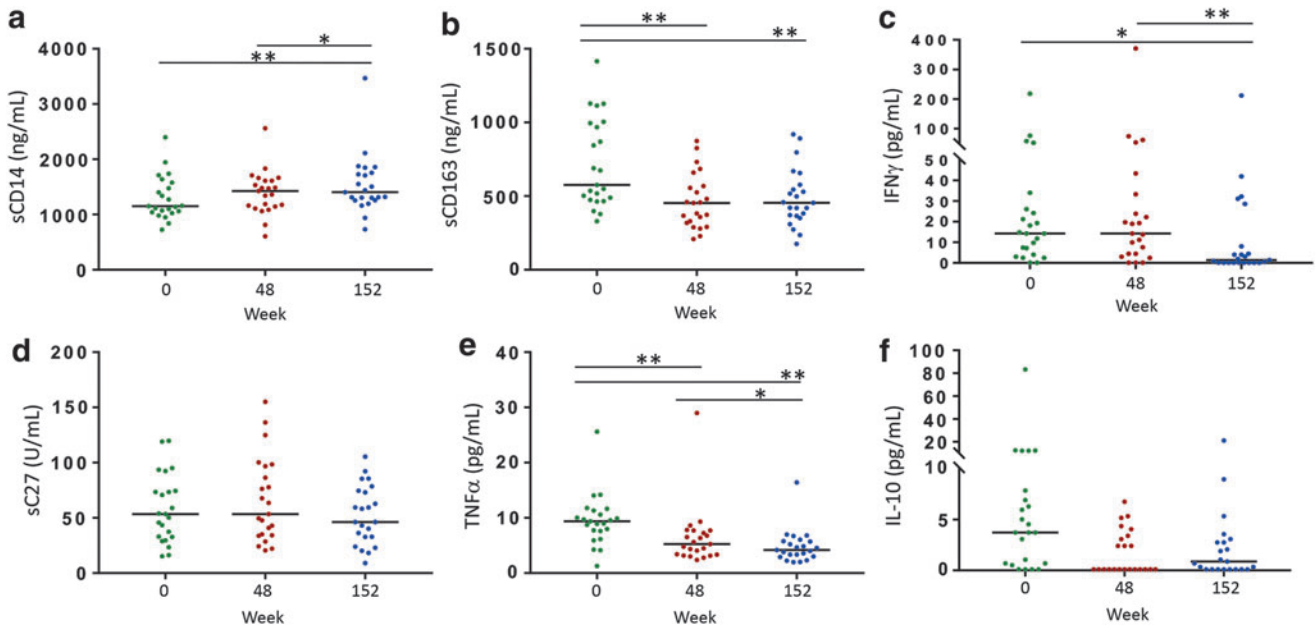 a
**
*
sCD14 (ng/mL)
4000
3000
2000
1000
0
0 48 152
Week
b
**
**
sCD163 (ng/mL)
1500
1000
500
0
0 48 152
Week
c
**
*
IFNγ (pg/mL)
400
300
200
100
50
40
30
20
10
0
0 48 152
Week
d
sC27 (U/mL)
200
150
100
50
0
0 48 152
Week
e
**
**
*
TNFα (pg/mL)
40
30
20
10
0
0 48 152
Week
f
IL-10 (pg/mL)
100
80
60
40
20
10
5
0
0 48 152
Week